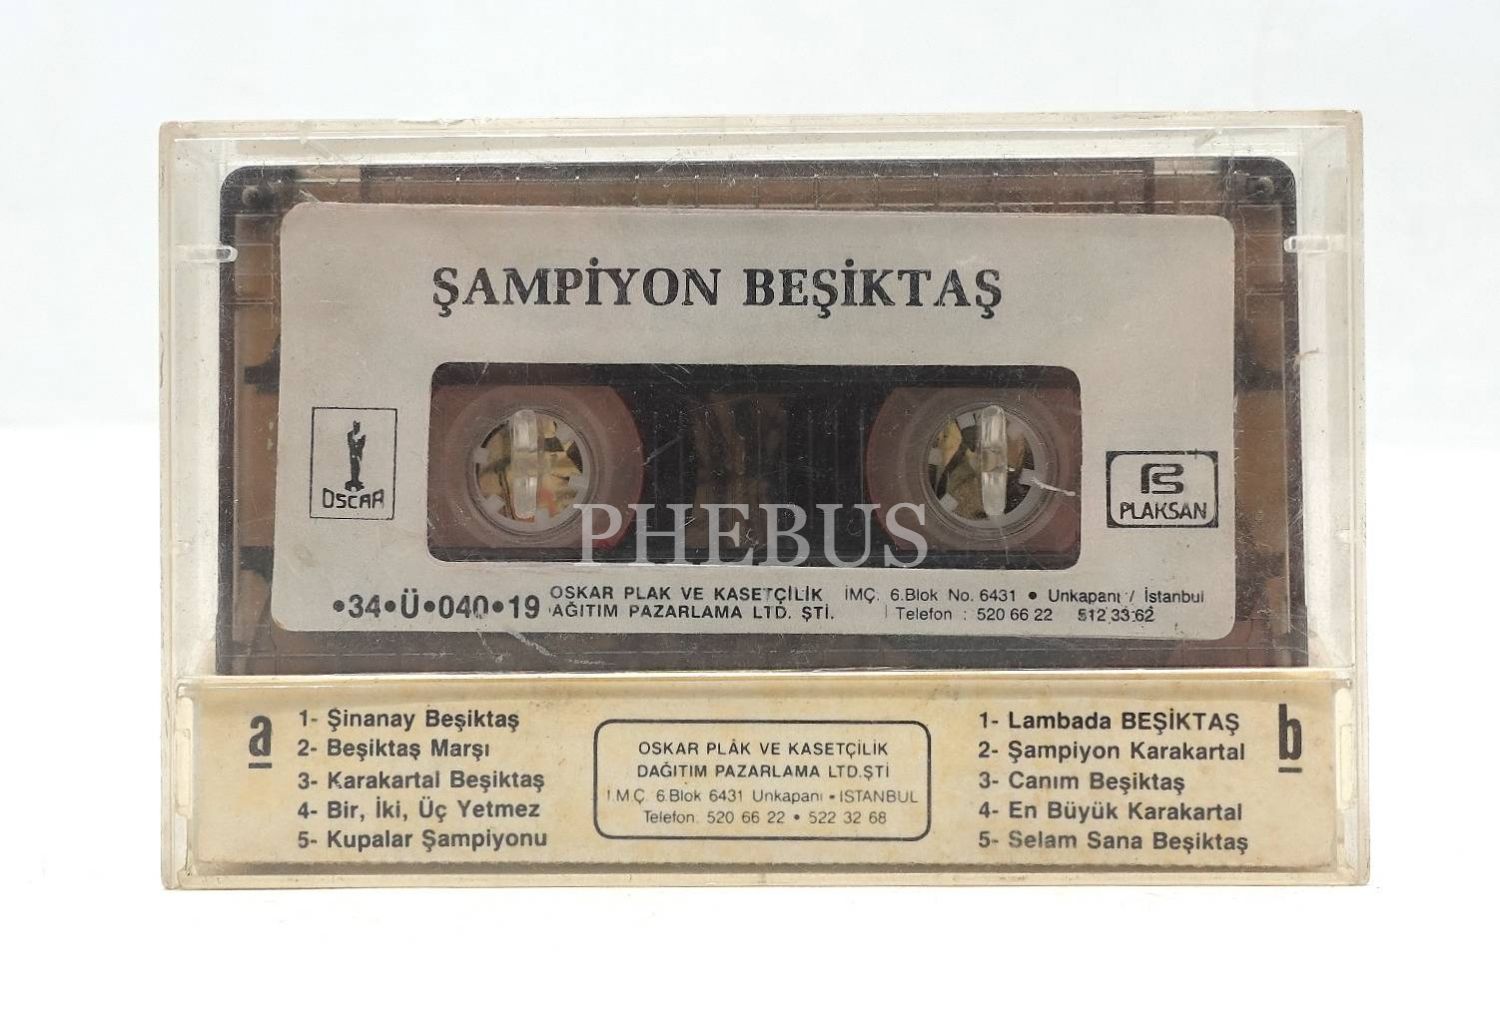 ŞAMPİYON BEŞİKTAŞ
OSCAR
PLAKSAN
PHEBUS
•34•Ü•040•19
OSKAR PLAK VE KASETÇİLİK
AĞITIM PAZARLAMA LTD. ŞTİ.
İMÇ. 6.Blok No. 6431 • Unkapanı / İstanbul
Telefon : 520 66 22 512 33 62
a
1- Şinanay Beşiktaş
2- Beşiktaş Marşı
3- Karakartal Beşiktaş
4- Bir, İki, Üç Yetmez
5- Kupalar Şampiyonu
OSKAR PLÂK VE KASETÇİLİK
DAĞITIM PAZARLAMA LTD.ŞTİ
İ.M.Ç. 6.Blok 6431 Unkapanı • İSTANBUL
Telefon: 520 66 22 • 522 32 68
b
1- Lambada BEŞİKTAŞ
2- Şampiyon Karakartal
3- Canım Beşiktaş
4- En Büyük Karakartal
5- Selam Sana Beşiktaş